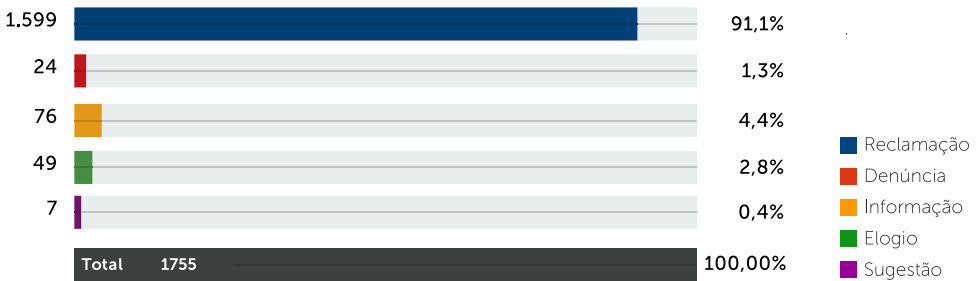 1.599 91,1%
24 1,3%
76 4,4%
49 2,8%
7 0,4%
Total 1755 100,00%
Reclamação
Denúncia
Informação
Elogio
Sugestão